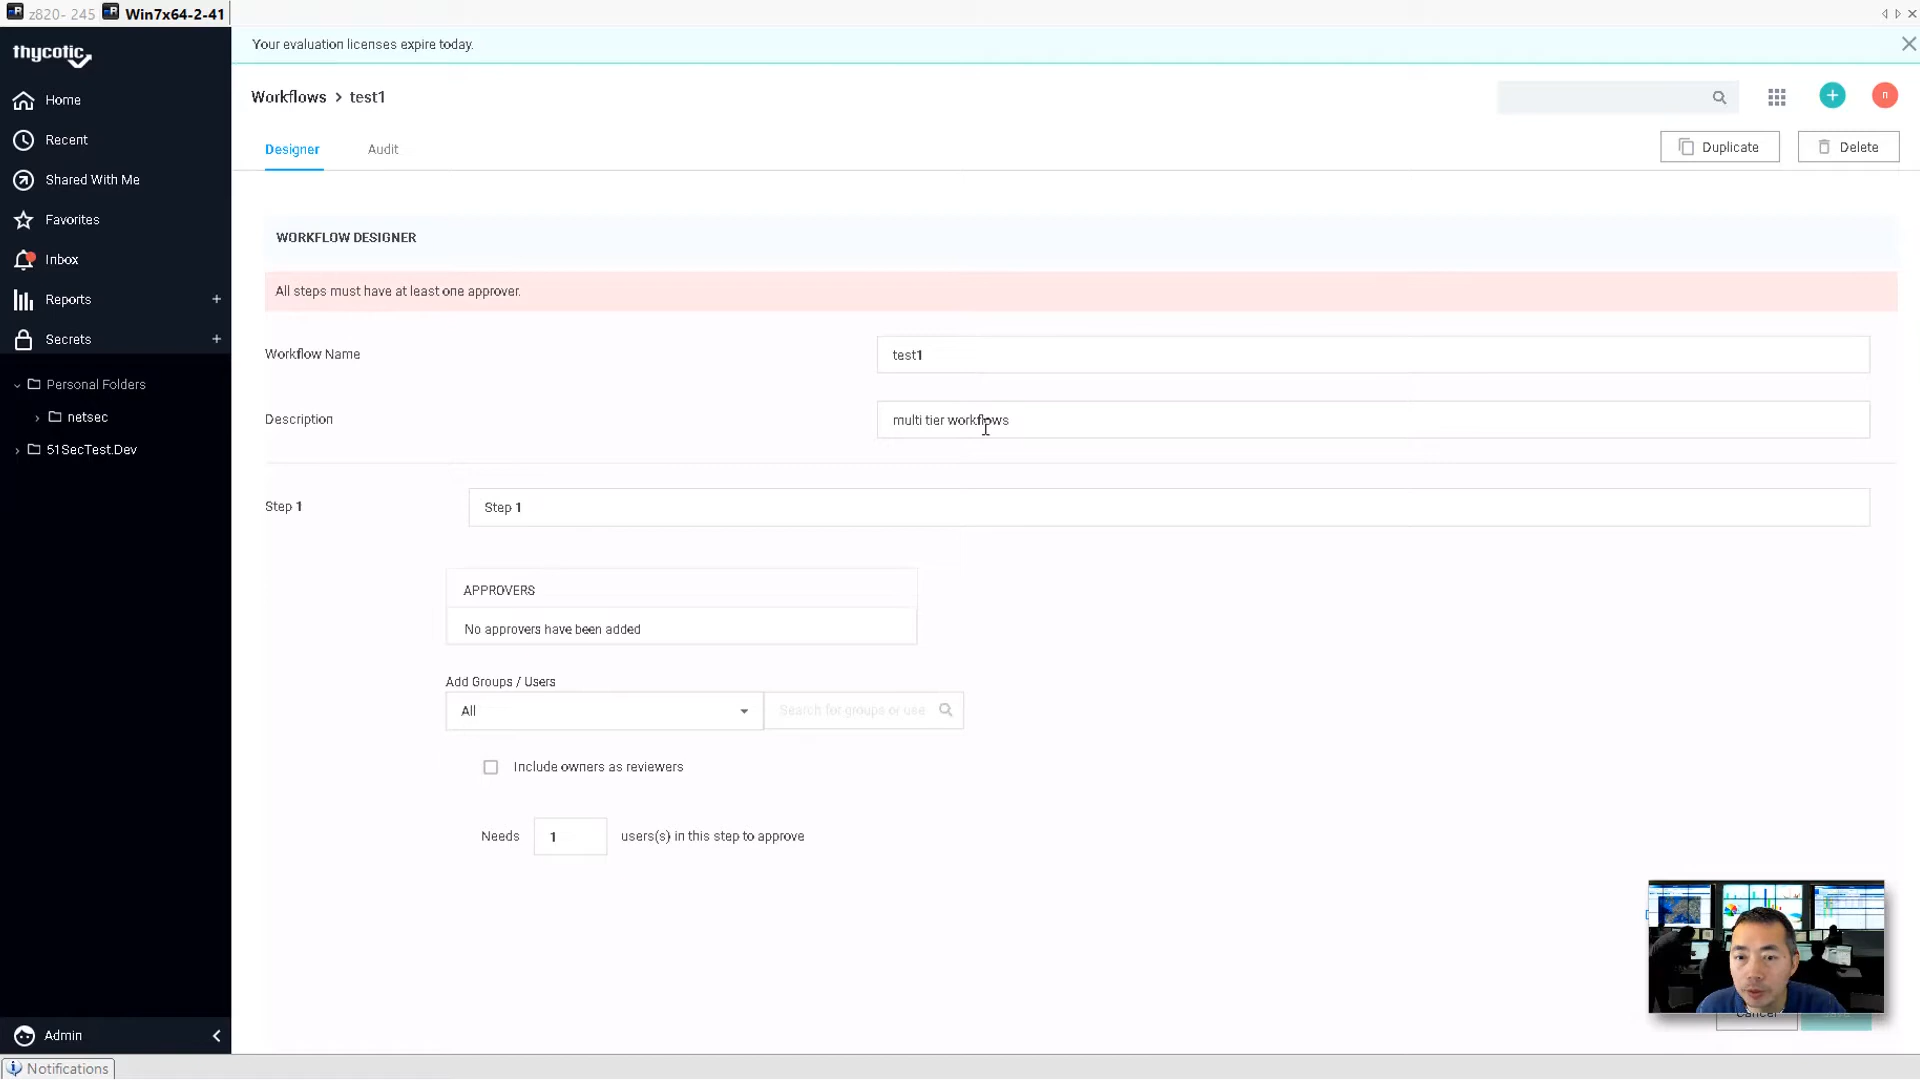 z820- 245
Win7x64-2-41
thycotic
Your evaluation licenses expire today.
Home
Recent
Shared With Me
Favorites
Inbox
Reports +
Secrets +
Personal Folders
netsec
51SecTest.Dev
Admin
Notifications
Workflows > test1
Designer
Audit
Duplicate
Delete
WORKFLOW DESIGNER
All steps must have at least one approver.
Workflow Name
test1
Description
multi tier workflows
Step 1
Step 1
APPROVERS
No approvers have been added
Add Groups / Users
All
Search for groups or use
Include owners as reviewers
Needs 1 users(s) in this step to approve
Cancel